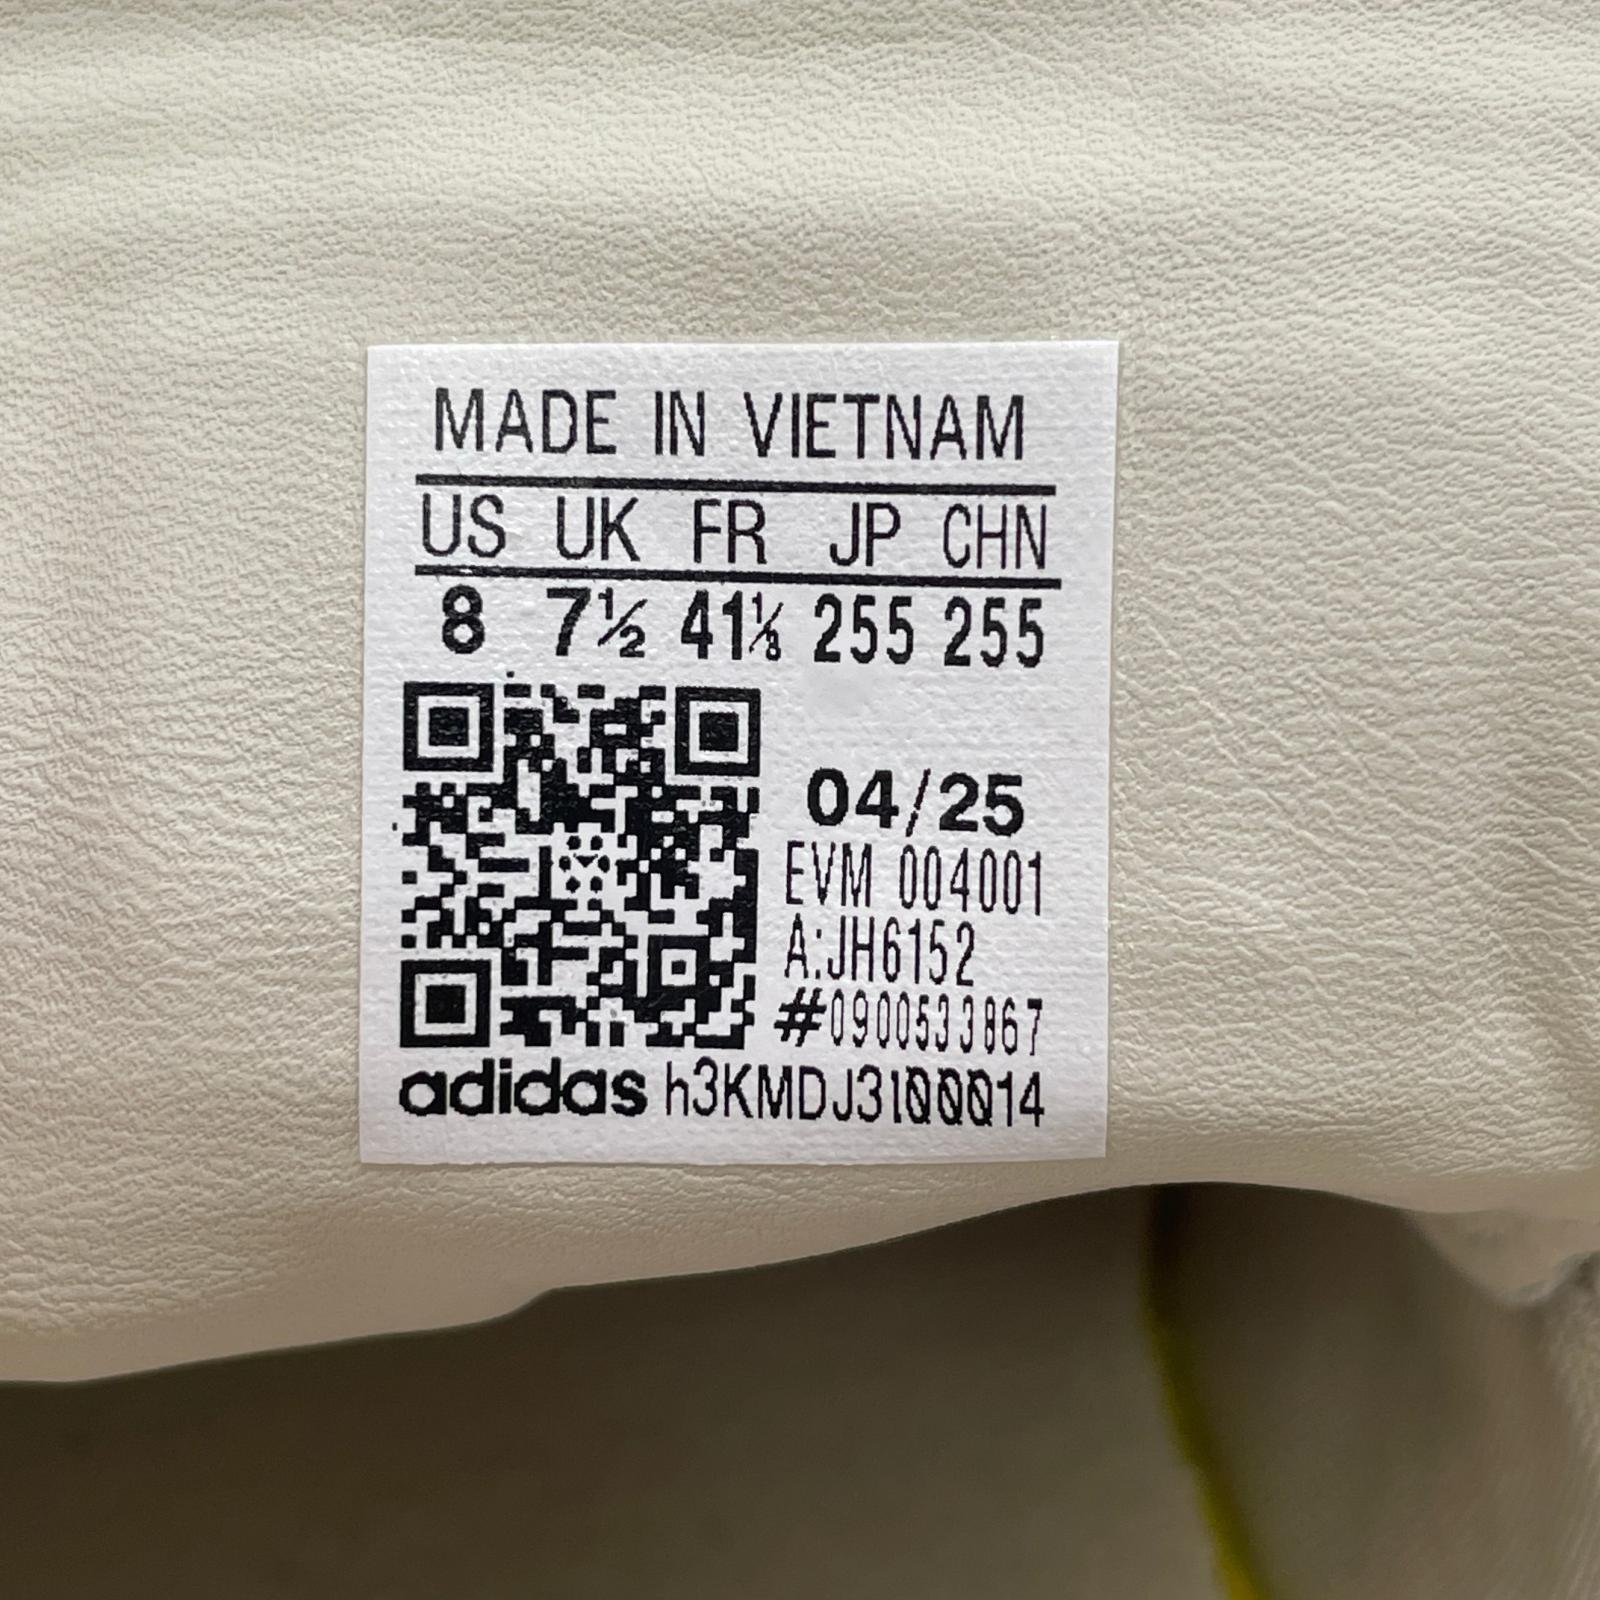 MADE IN VIETNAM
US UK FR JP CHN
8 7½ 41⅓ 255 255
04/25
EVM 004001
A:JH6152
#0900533867
adidas h3KMDJ3l00014